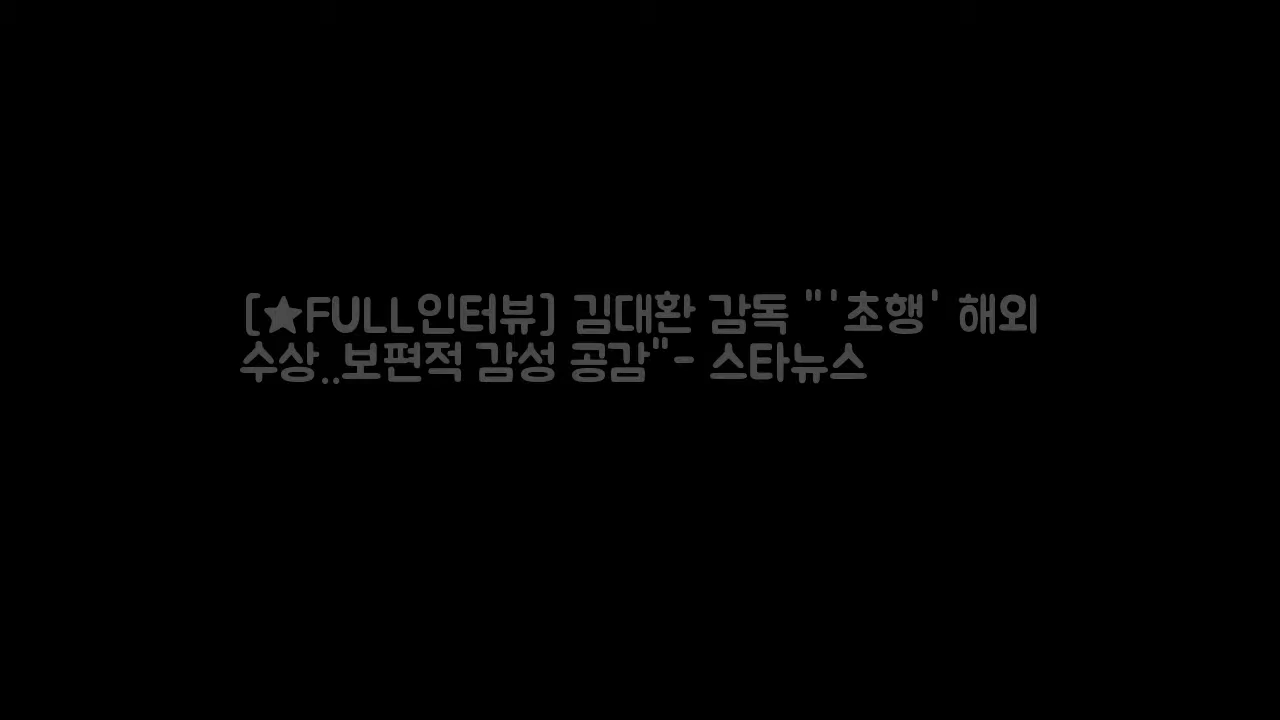 [★FULL인터뷰] 김대환 감독 "'초행' 해외
수상..보편적 감성 공감"- 스타뉴스